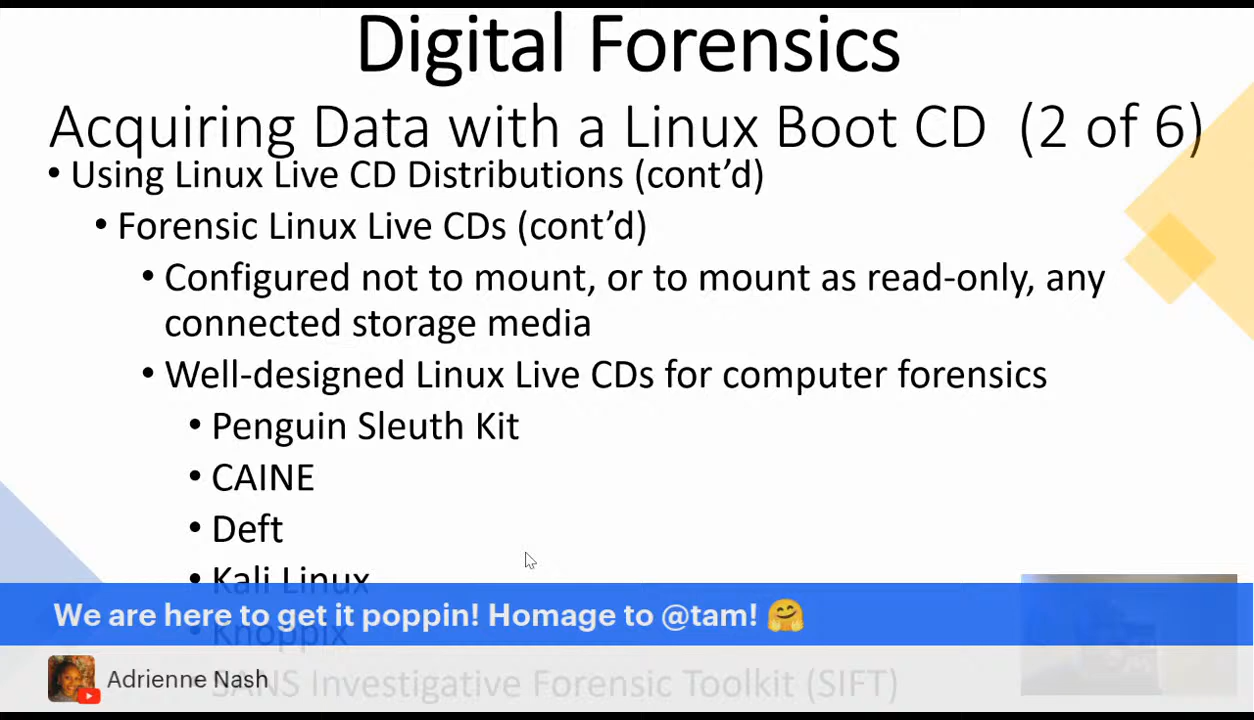 Digital Forensics
Acquiring Data with a Linux Boot CD (2 of 6)
• Using Linux Live CD Distributions (cont’d)
• Forensic Linux Live CDs (cont’d)
• Configured not to mount, or to mount as read-only, any
connected storage media
• Well-designed Linux Live CDs for computer forensics
• Penguin Sleuth Kit
• CAINE
• Deft
• Kali Linux
We are here to get it poppin! Homage to @tam! 🤗
• Knoppix
Adrienne Nash
• SANS Investigative Forensic Toolkit (SIFT)